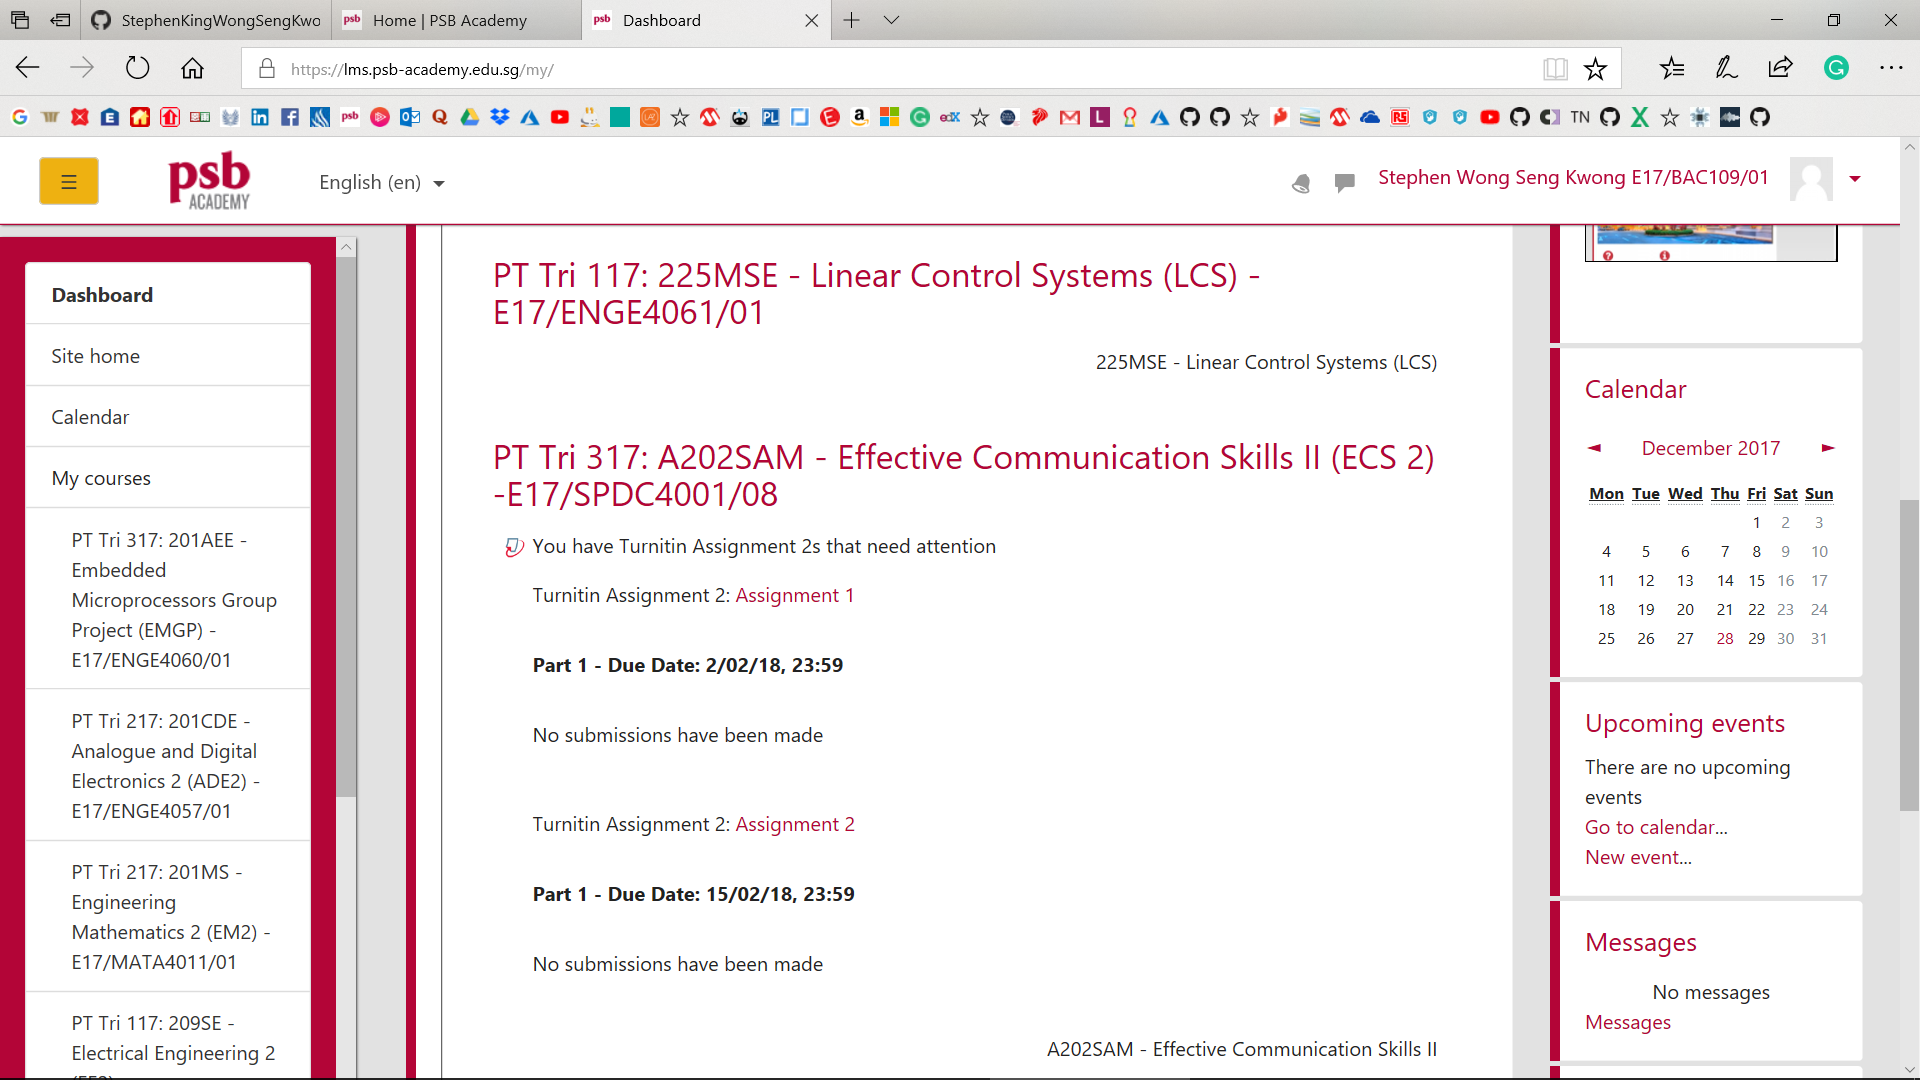 StephenKingWongSengKwo
psb Home | PSB Academy
psb Dashboard
https://lms.psb-academy.edu.sg/my/
psb
edX
PL
L
R5
TN
psb
ACADEMY
English (en)
Stephen Wong Seng Kwong E17/BAC109/01
Dashboard
Site home
Calendar
My courses
PT Tri 317: 201AEE -
Embedded
Microprocessors Group
Project (EMGP) -
E17/ENGE4060/01
PT Tri 217: 201CDE -
Analogue and Digital
Electronics 2 (ADE2) -
E17/ENGE4057/01
PT Tri 217: 201MS -
Engineering
Mathematics 2 (EM2) -
E17/MATA4011/01
PT Tri 117: 209SE -
Electrical Engineering 2
PT Tri 117: 225MSE - Linear Control Systems (LCS) -
E17/ENGE4061/01
225MSE - Linear Control Systems (LCS)
PT Tri 317: A202SAM - Effective Communication Skills II (ECS 2)
-E17/SPDC4001/08
You have Turnitin Assignment 2s that need attention
Turnitin Assignment 2: Assignment 1
Part 1 - Due Date: 2/02/18, 23:59
No submissions have been made
Turnitin Assignment 2: Assignment 2
Part 1 - Due Date: 15/02/18, 23:59
No submissions have been made
A202SAM - Effective Communication Skills II
Calendar
◄ December 2017 ►
Mon Tue Wed Thu Fri Sat Sun
1 2 3
4 5 6 7 8 9 10
11 12 13 14 15 16 17
18 19 20 21 22 23 24
25 26 27 28 29 30 31
Upcoming events
There are no upcoming
events
Go to calendar...
New event...
Messages
No messages
Messages